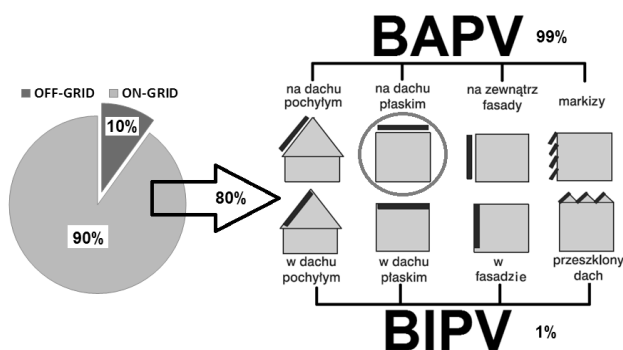 BAPV 99%
na dachu
pochyłym
na dachu
płaskim
na zewnątrz
fasady
markizy
OFF-GRID ON-GRID
10%
90%
80%
w dachu
pochyłym
w dachu
płaskim
w
fasadzie
przeszklony
dach
BIPV 1%